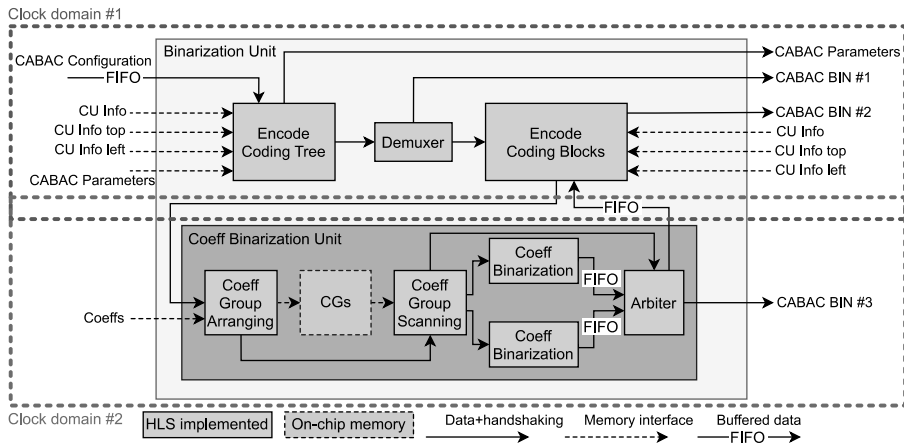 Clock domain #1
Binarization Unit
CABAC Configuration
FIFO
CABAC Parameters
CABAC BIN #1
CABAC BIN #2
CU Info
CU Info top
CU Info left
CABAC Parameters
Encode
Coding Tree
Demuxer
Encode
Coding Blocks
CU Info
CU Info top
CU Info left
FIFO
Coeff Binarization Unit
Coeffs
Coeff
Group
Arranging
CGs
Coeff
Group
Scanning
Coeff
Binarization
FIFO
Coeff
Binarization
FIFO
Arbiter
CABAC BIN #3
Clock domain #2
HLS implemented
On-chip memory
Data+handshaking
Memory interface
Buffered data
FIFO